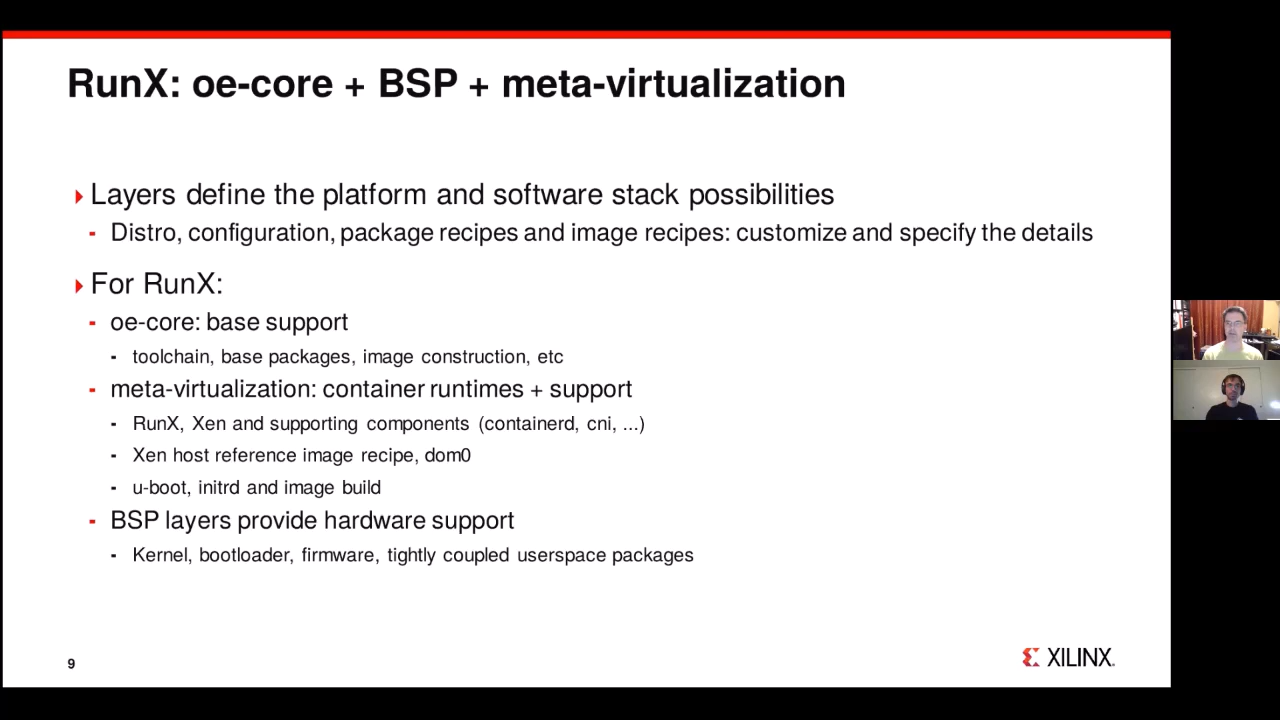 RunX: oe-core + BSP + meta-virtualization
Layers define the platform and software stack possibilities
- Distro, configuration, package recipes and image recipes: customize and specify the details
For RunX:
- oe-core: base support
- toolchain, base packages, image construction, etc
- meta-virtualization: container runtimes + support
- RunX, Xen and supporting components (containerd, cni, ...)
- Xen host reference image recipe, dom0
- u-boot, initrd and image build
- BSP layers provide hardware support
- Kernel, bootloader, firmware, tightly coupled userspace packages
9
XILINX.